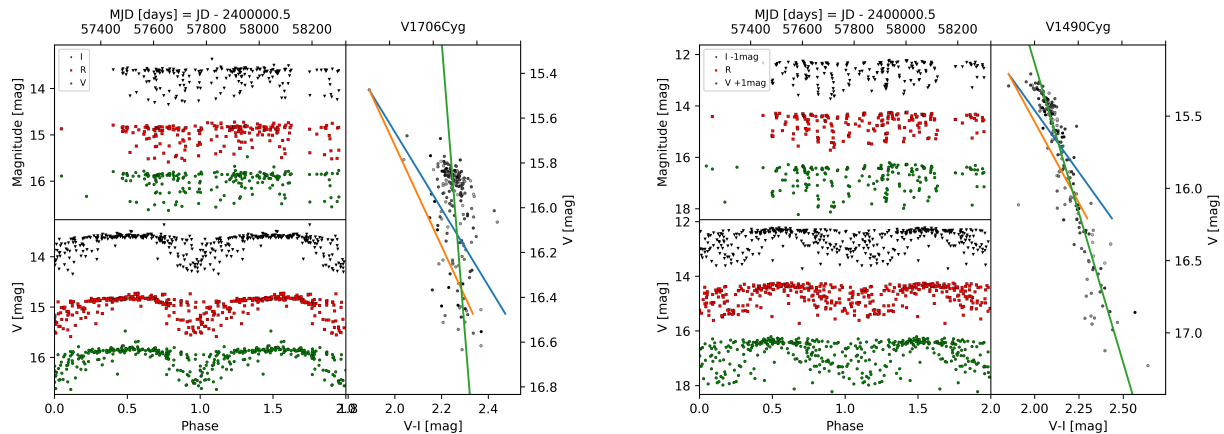 MJD [days] = JD - 2400000.5
57400 57600 57800 58000 58200
V1706Cyg
I
R
V
Magnitude [mag]
14
15
16
V [mag]
14
15
16
0.0 0.5 1.0 1.5 2.0
Phase
15.4
15.6
15.8
16.0
16.2
16.4
16.6
16.8
V [mag]
1.8 2.0 2.2 2.4
V-I [mag]
MJD [days] = JD - 2400000.5
57400 57600 57800 58000 58200
V1490Cyg
I -1mag
R
V +1mag
Magnitude [mag]
12
14
16
18
V [mag]
12
14
16
18
0.0 0.5 1.0 1.5 2.0
Phase
15.5
16.0
16.5
17.0
V [mag]
2.00 2.25 2.50
V-I [mag]